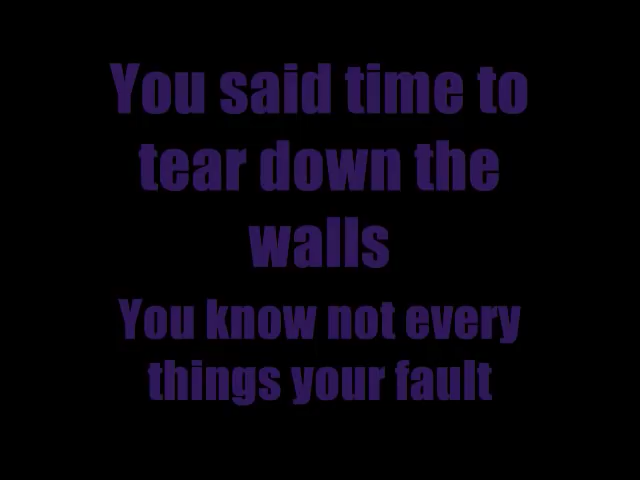 You said time to
tear down the
walls
You know not every
things your fault